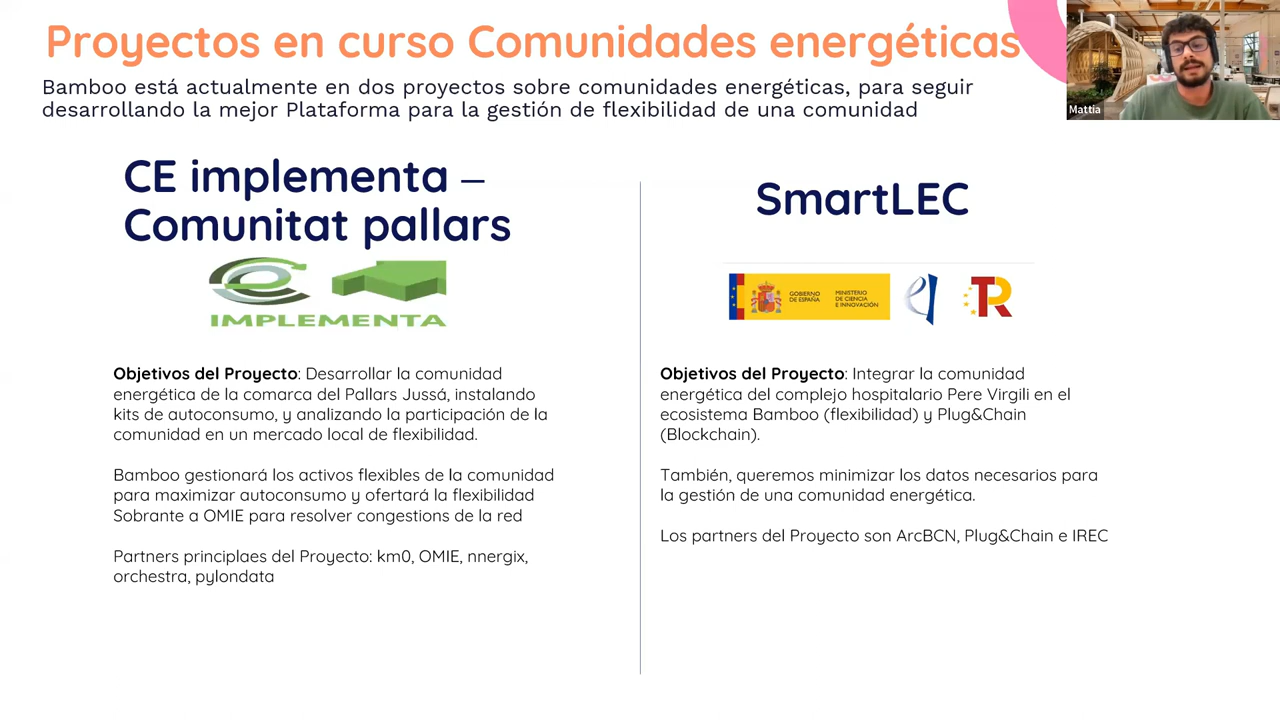 Proyectos en curso Comunidades energéticas
Bamboo está actualmente en dos proyectos sobre comunidades energéticas, para seguir
desarrollando la mejor Plataforma para la gestión de flexibilidad de una comunidad
Mattia
CE implementa –
Comunitat pallars
IMPLEMENTA
Objetivos del Proyecto: Desarrollar la comunidad
energética de la comarca del Pallars Jussá, instalando
kits de autoconsumo, y analizando la participación de la
comunidad en un mercado local de flexibilidad.
Bamboo gestionará los activos flexibles de la comunidad
para maximizar autoconsumo y ofertará la flexibilidad
Sobrante a OMIE para resolver congestions de la red
Partners principlaes del Proyecto: km0, OMIE, nnergix,
orchestra, pylondata
SmartLEC
GOBIERNO
DE ESPAÑA
MINISTERIO
DE CIENCIA
E INNOVACIÓN
TR
Objetivos del Proyecto: Integrar la comunidad
energética del complejo hospitalario Pere Virgili en el
ecosistema Bamboo (flexibilidad) y Plug&Chain
(Blockchain).
También, queremos minimizar los datos necesarios para
la gestión de una comunidad energética.
Los partners del Proyecto son ArcBCN, Plug&Chain e IREC